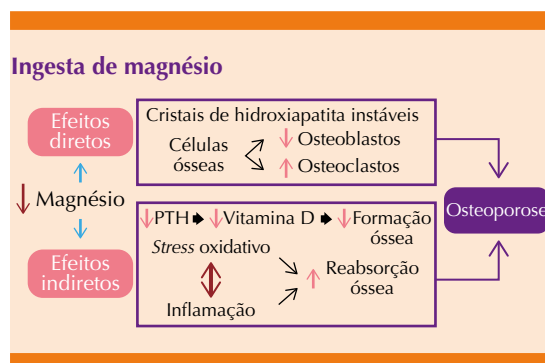 Ingesta de magnésio
Efeitos
diretos
Magnésio
Efeitos
indiretos
Cristais de hidroxiapatita instáveis
Células
ósseas
Osteoblastos
Osteoclastos
PTH Vitamina D Formação
óssea
Stress oxidativo
Inflamação
Reabsorção
óssea
Osteoporose